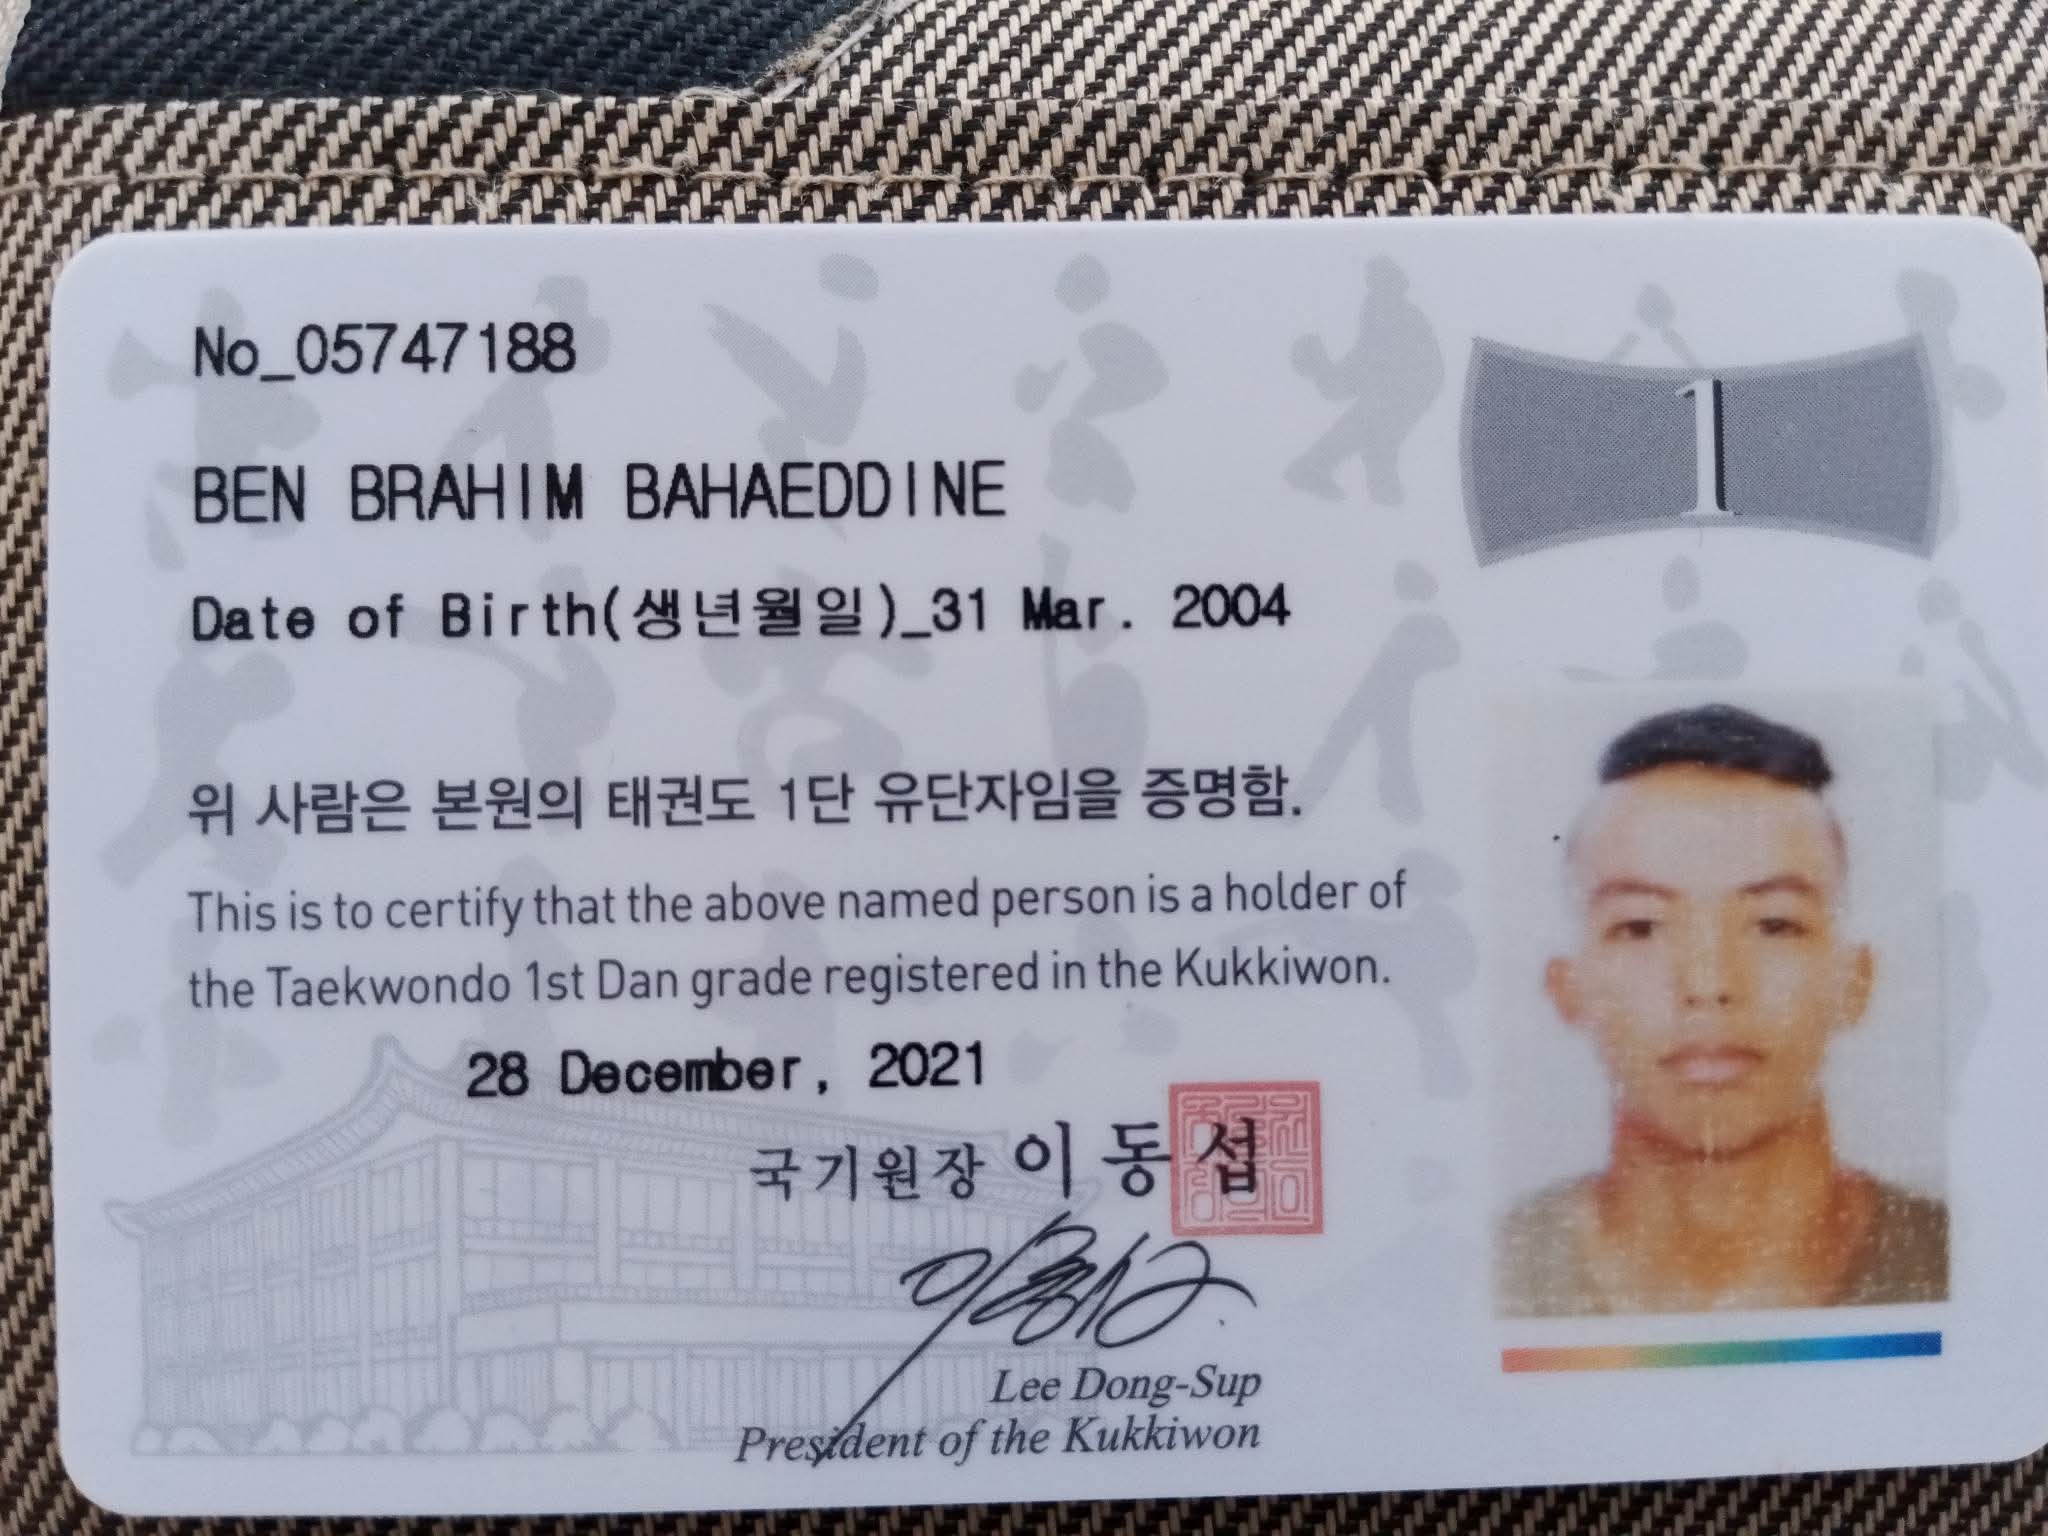 No_05747188
1
BEN BRAHIM BAHAEDDINE
Date of Birth(생년월일)_31 Mar. 2004
위 사람은 본원의 태권도 1단 유단자임을 증명함.
This is to certify that the above named person is a holder of
the Taekwondo 1st Dan grade registered in the Kukkiwon.
28 December, 2021
국기원장 이동섭
Lee Dong-Sup
President of the Kukkiwon